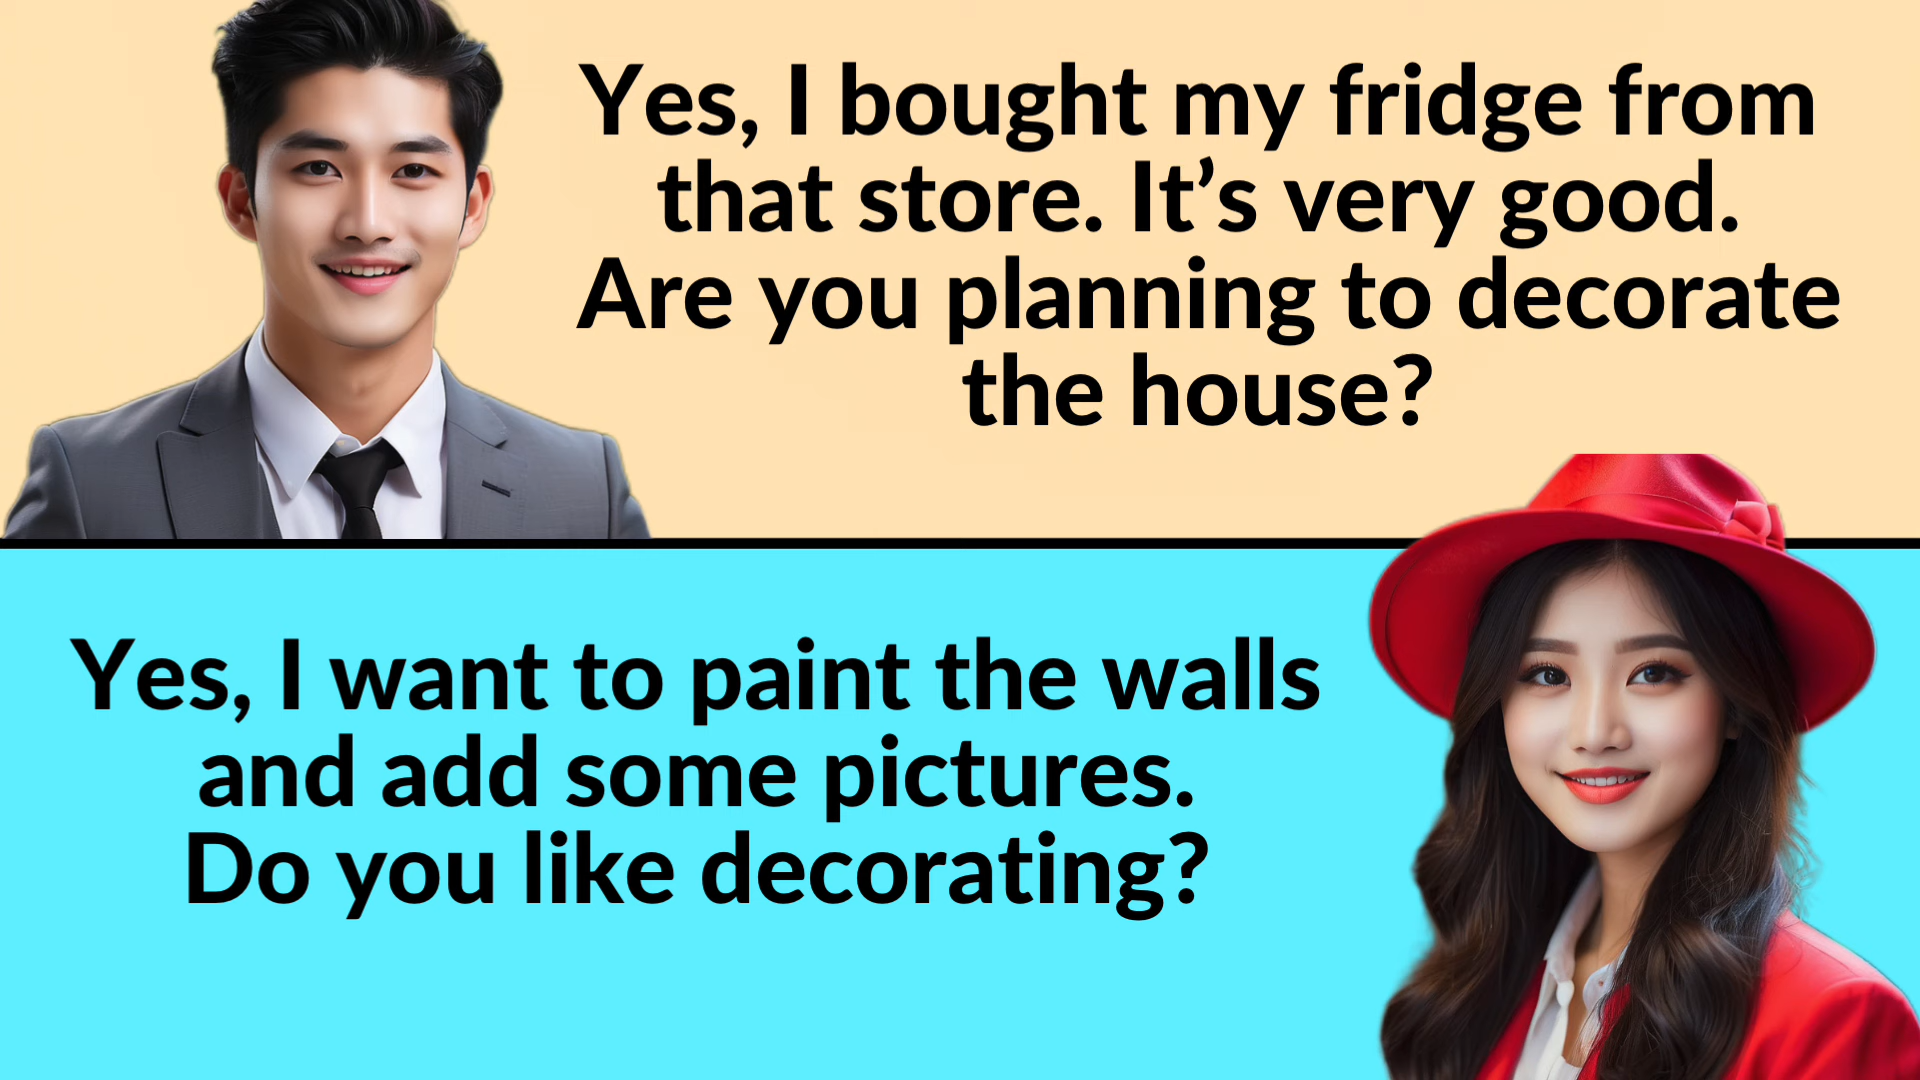 Yes, I bought my fridge from
that store. It’s very good.
Are you planning to decorate
the house?
Yes, I want to paint the walls
and add some pictures.
Do you like decorating?